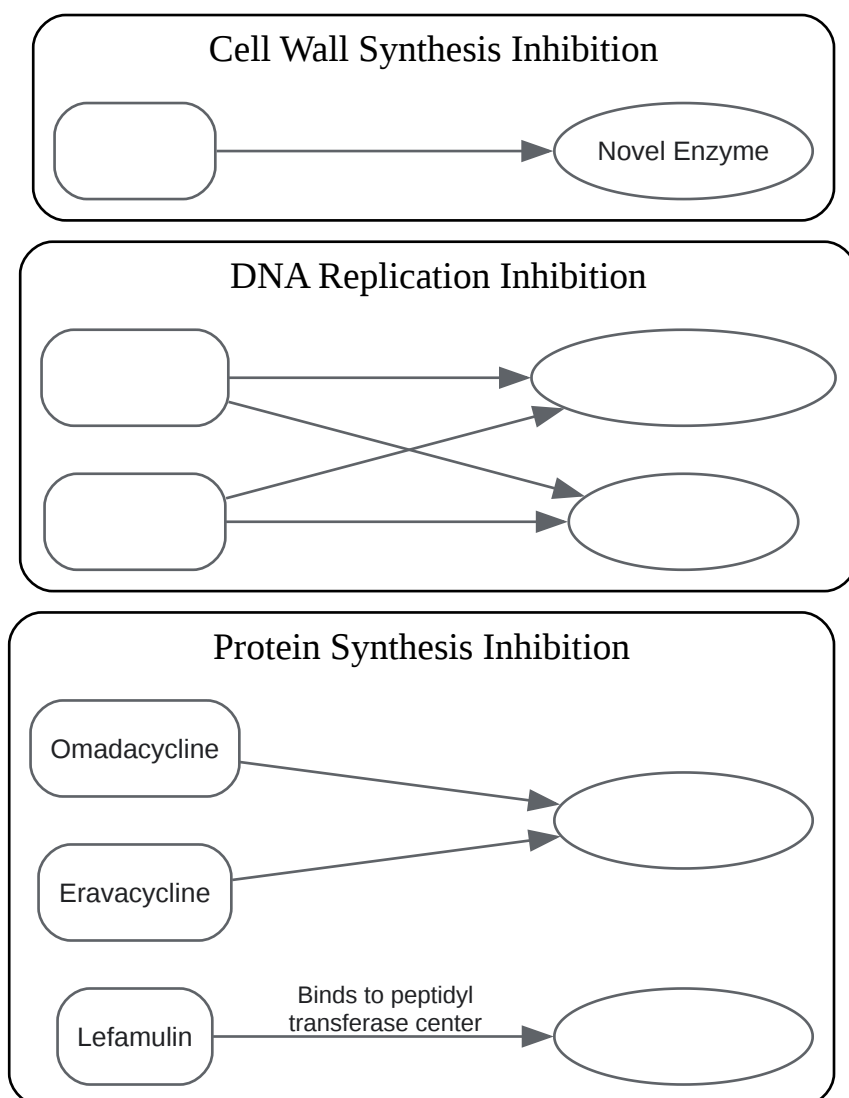 Cell Wall Synthesis Inhibition
Novel Enzyme
DNA Replication Inhibition
Protein Synthesis Inhibition
Omadacycline
Eravacycline
Binds to peptidyl
transferase center
Lefamulin